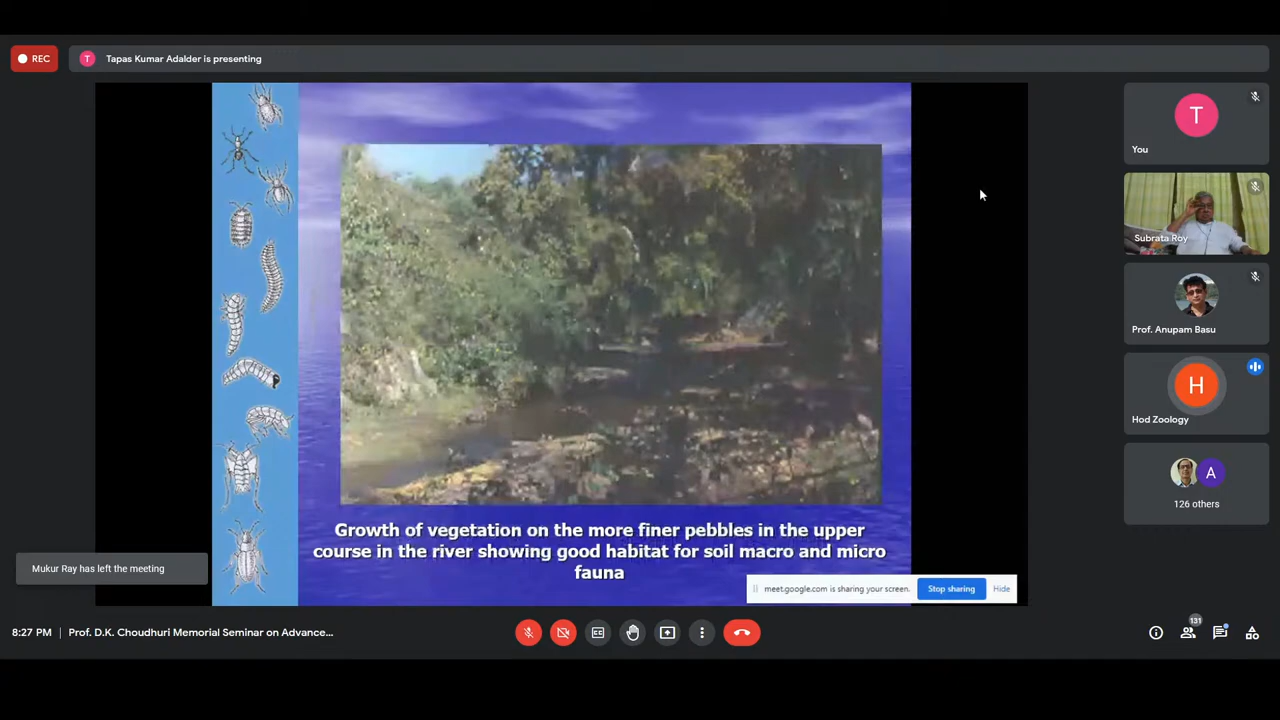 REC
T
Tapas Kumar Adalder is presenting
T
You
Subrata Roy
Prof. Anupam Basu
H
Hod Zoology
A
126 others
Growth of vegetation on the more finer pebbles in the upper
course in the river showing good habitat for soil macro and micro
fauna
Mukur Ray has left the meeting
meet.google.com is sharing your screen.
Stop sharing
Hide
8:27 PM | Prof. D.K. Choudhuri Memorial Seminar on Advance...
CC
131